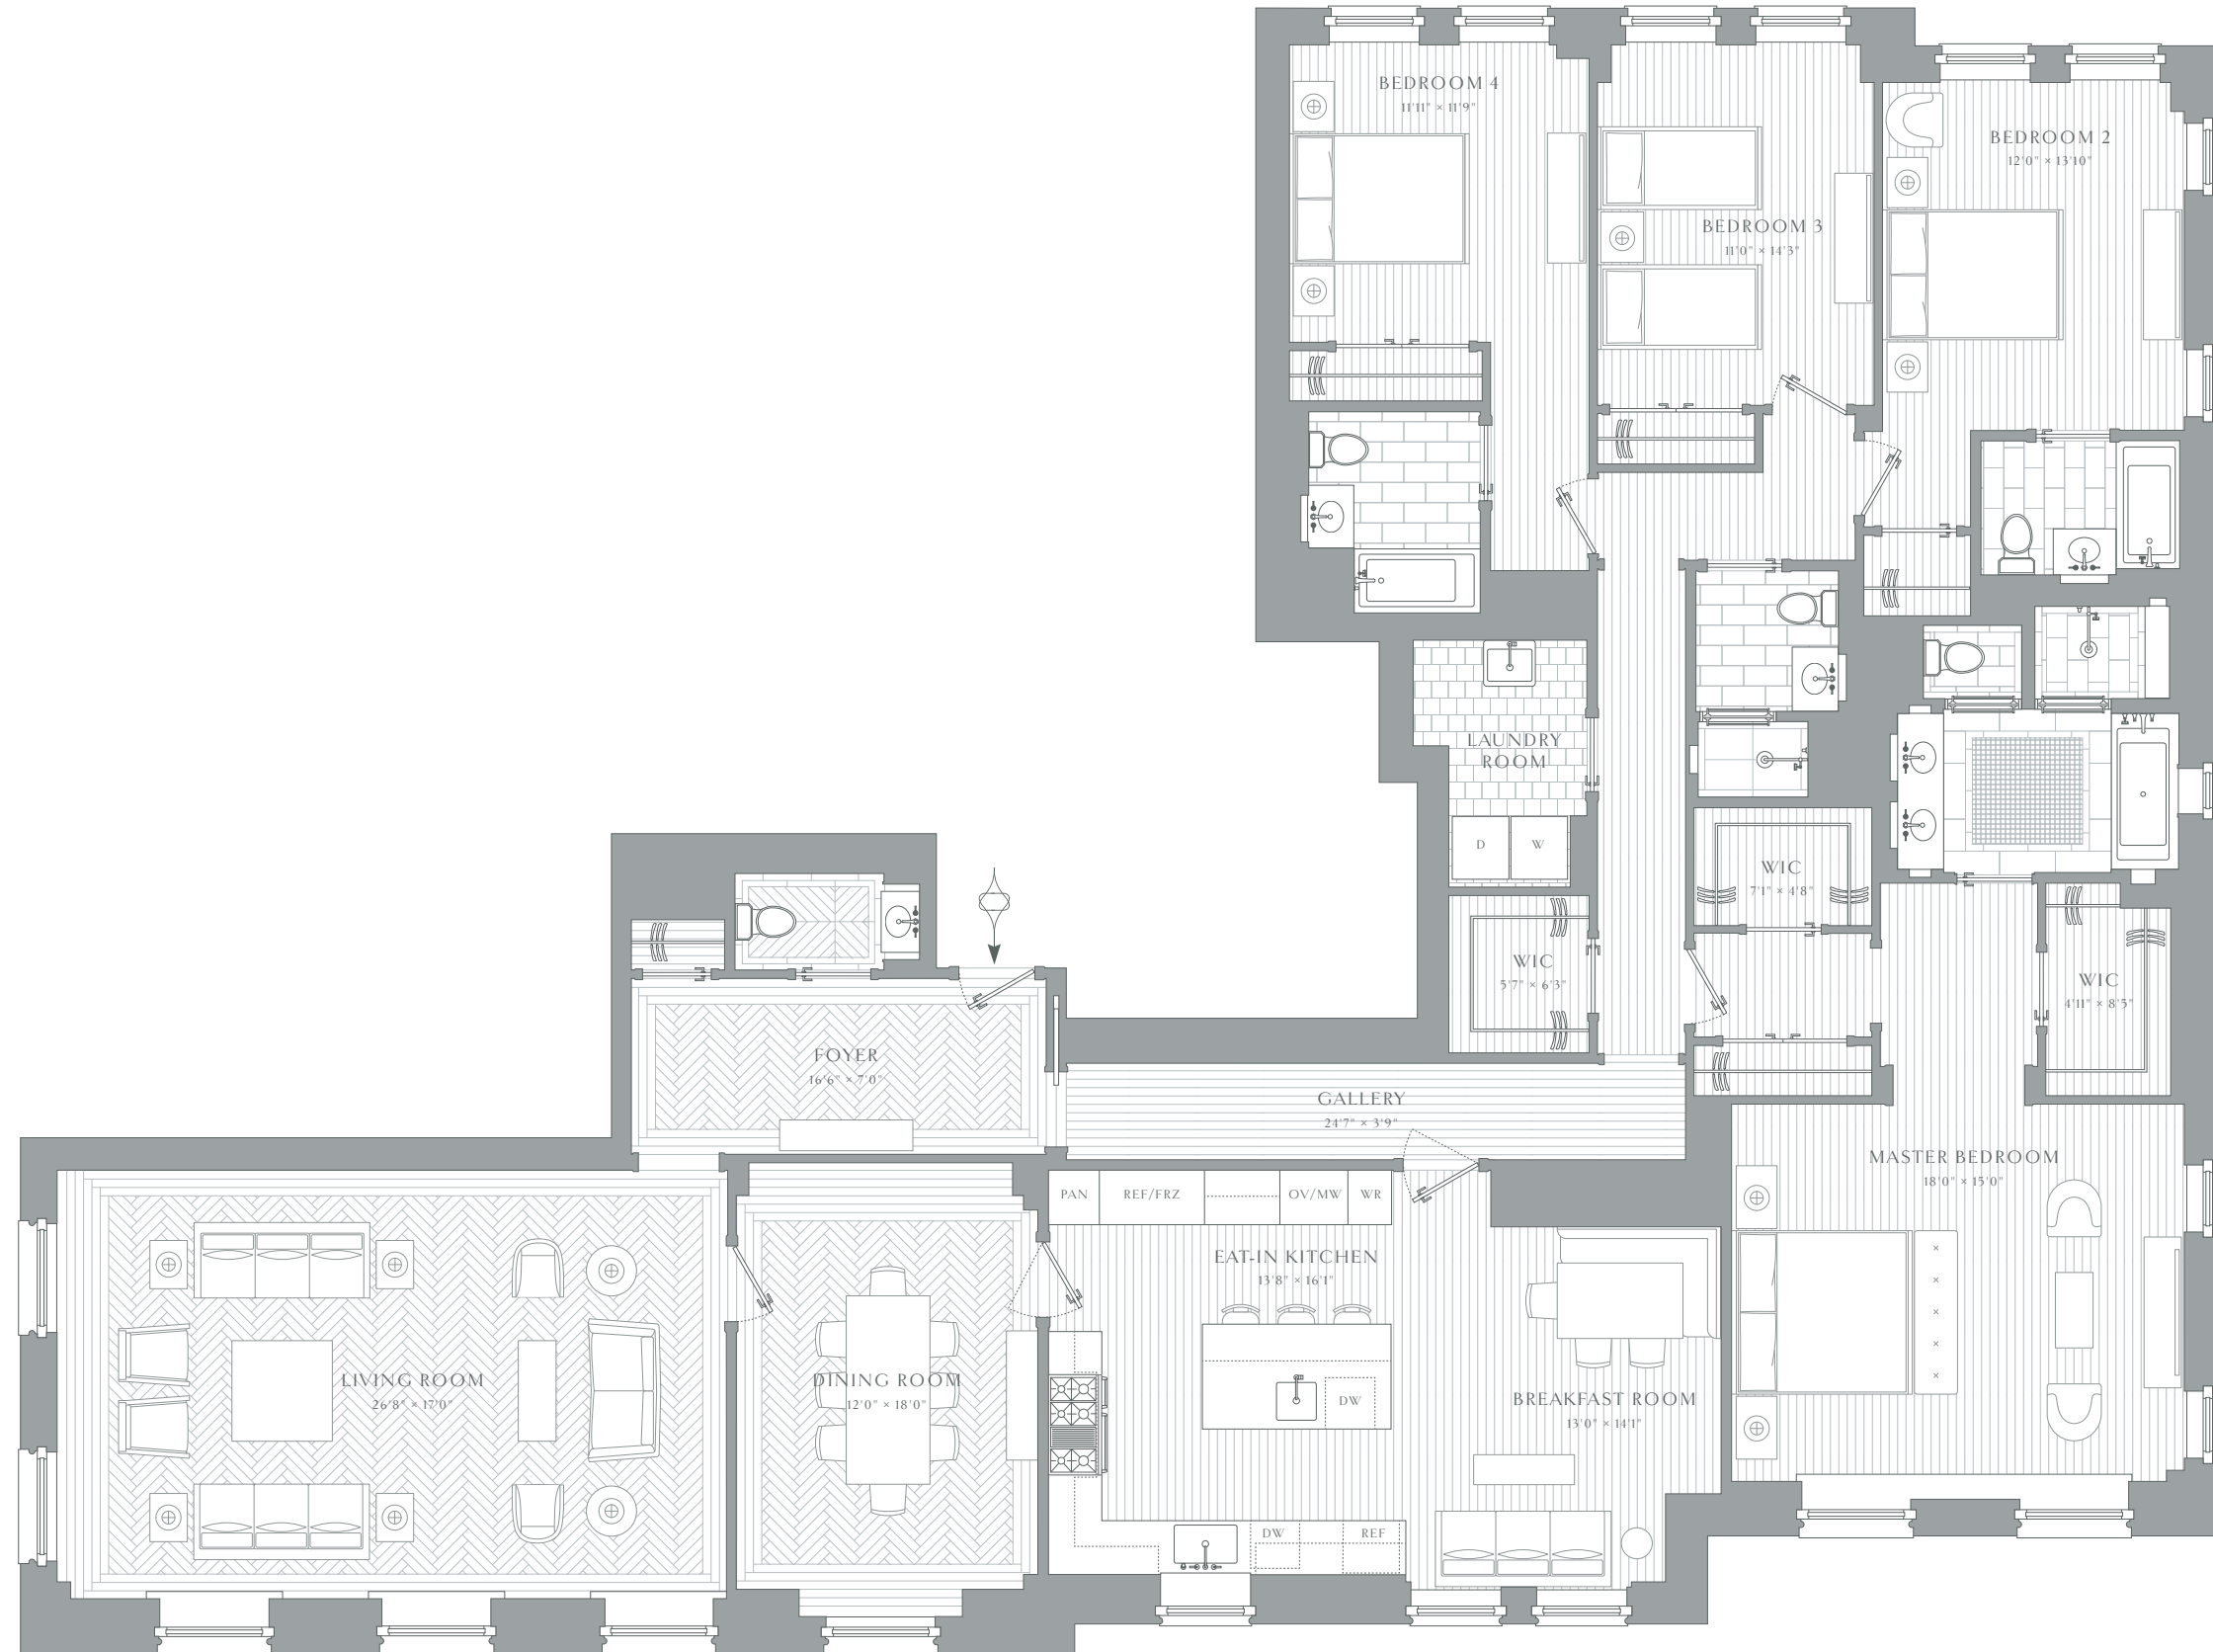 BEDROOM 4
11'11" × 11'9"
BEDROOM 2
12'0" × 13'10"
BEDROOM 3
11'0" × 14'3"
LAUNDRY
ROOM
D
W
WIC
7'1" × 4'8"
WIC
5'7" × 6'3"
WIC
4'11" × 8'5"
FOYER
16'6" × 7'0"
GALLERY
24'7" × 3'9"
MASTER BEDROOM
18'0" × 15'0"
PAN
REF/FRZ
OV/MW
WR
EAT-IN KITCHEN
13'8" × 16'1"
LIVING ROOM
26'8" × 17'0"
DINING ROOM
12'0" × 18'0"
DW
BREAKFAST ROOM
13'0" × 14'1"
DW
REF